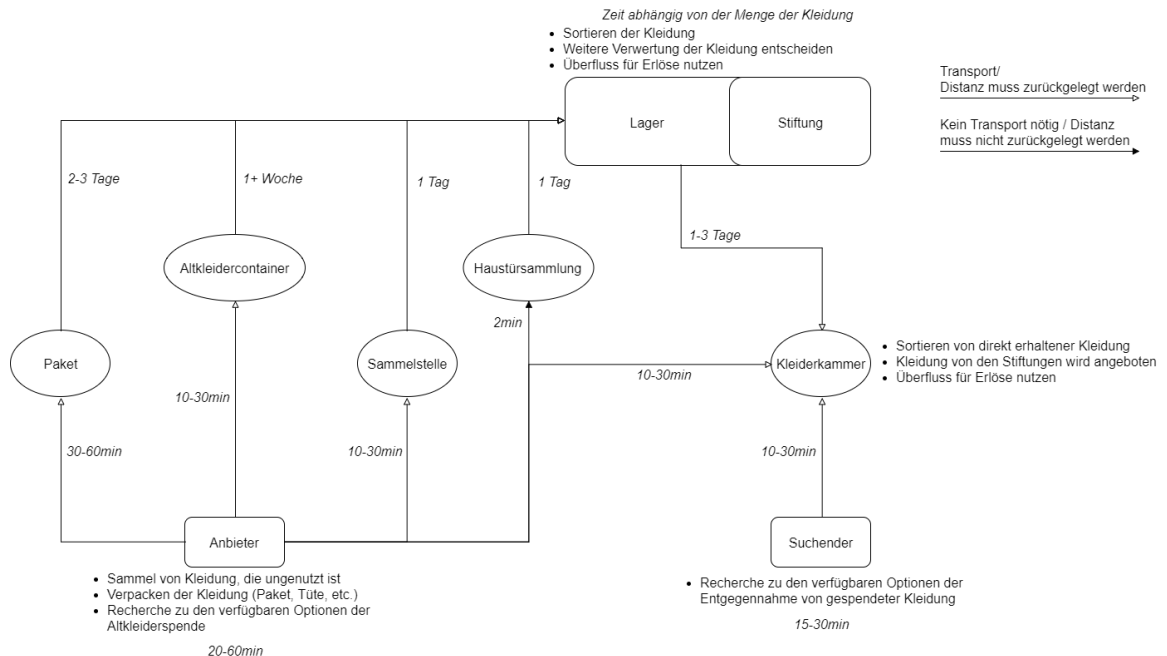 Zeit abhängig von der Menge der Kleidung
• Sortieren der Kleidung
• Weitere Verwertung der Kleidung entscheiden
• Überfluss für Erlöse nutzen
Transport/
Distanz muss zurückgelegt werden
Lager
Stiftung
Kein Transport nötig / Distanz
muss nicht zurückgelegt werden
2-3 Tage
1+ Woche
1 Tag
1 Tag
1-3 Tage
Altkleidercontainer
Haustürsammlung
2min
Paket
Sammelstelle
10-30min
Kleiderkammer
• Sortieren von direkt erhaltener Kleidung
• Kleidung von den Stiftungen wird angeboten
• Überfluss für Erlöse nutzen
10-30min
30-60min
10-30min
10-30min
Anbieter
Suchender
• Sammel von Kleidung, die ungenutzt ist
• Verpacken der Kleidung (Paket, Tüte, etc.)
• Recherche zu den verfügbaren Optionen der
Altkleiderspende
20-60min
• Recherche zu den verfügbaren Optionen der
Entgegennahme von gespendeter Kleidung
15-30min